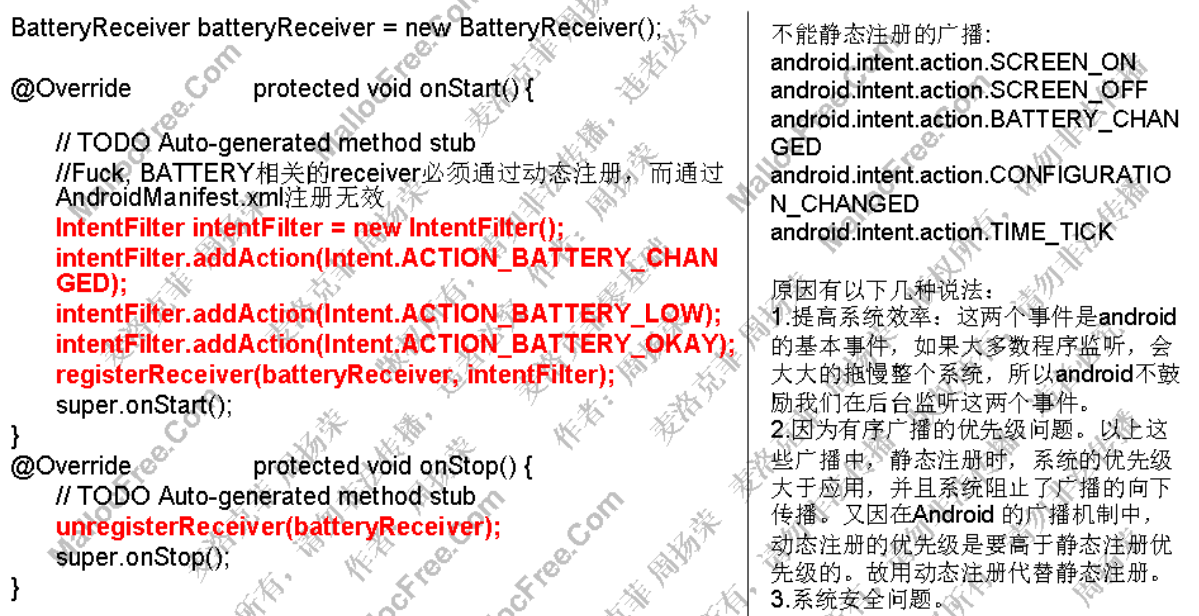 BatteryReceiver batteryReceiver = new BatteryReceiver();
@Override protected void onStart() {
// TODO Auto-generated method stub
//Fuck, BATTERY相关的receiver必须通过动态注册，而通过
AndroidManifest.xml注册无效
IntentFilter intentFilter = new IntentFilter();
intentFilter.addAction(Intent.ACTION_BATTERY_CHAN
GED);
intentFilter.addAction(Intent.ACTION_BATTERY_LOW);
intentFilter.addAction(Intent.ACTION_BATTERY_OKAY);
registerReceiver(batteryReceiver, intentFilter);
super.onStart();
}
@Override protected void onStop() {
// TODO Auto-generated method stub
unregisterReceiver(batteryReceiver);
super.onStop();
}
不能静态注册的广播:
android.intent.action.SCREEN_ON
android.intent.action.SCREEN_OFF
android.intent.action.BATTERY_CHAN
GED
android.intent.action.CONFIGURATIO
N_CHANGED
android.intent.action.TIME_TICK
原因有以下几种说法：
1.提高系统效率：这两个事件是android
的基本事件，如果大多数程序监听，会
大大的拖慢整个系统，所以android不鼓
励我们在后台监听这两个事件。
2.因为有序广播的优先级问题。以上这
些广播中，静态注册时，系统的优先级
大于应用，并且系统阻止了广播的向下
传播。又因在Android 的广播机制中，
动态注册的优先级是要高于静态注册优
先级的。故用动态注册代替静态注册。
3.系统安全问题。